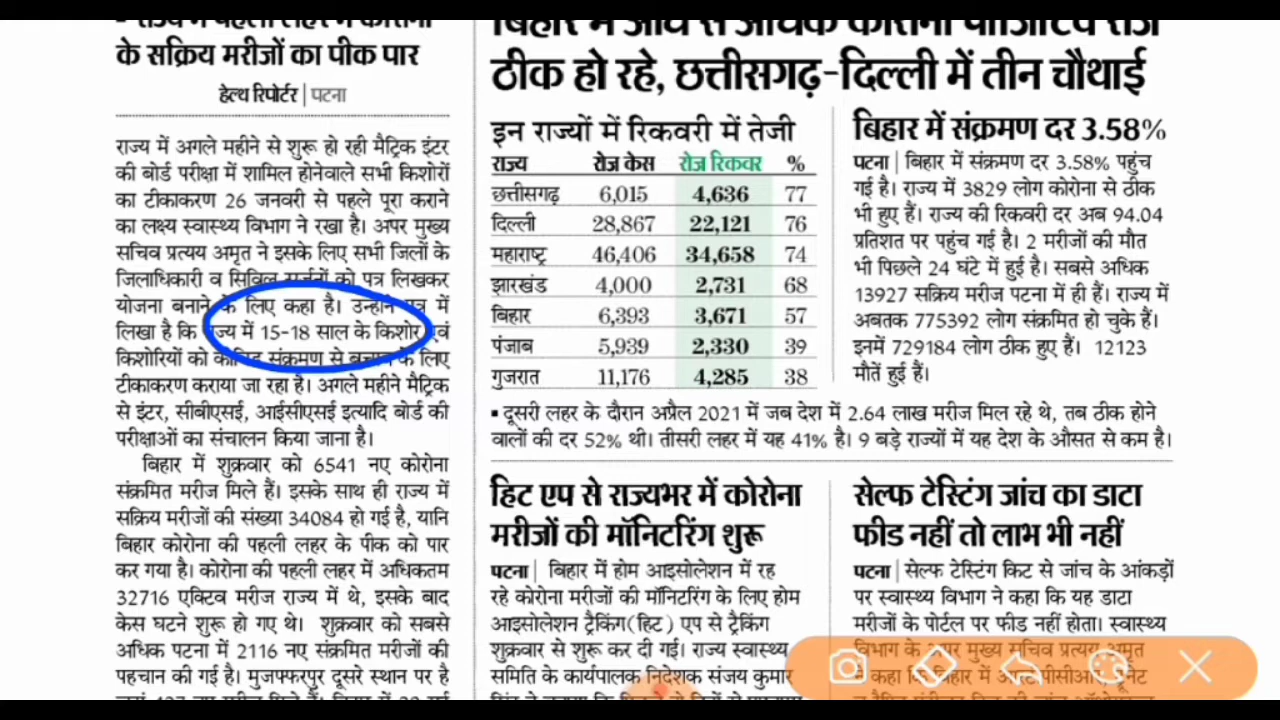 के सक्रिय मरीजों का पीक पार
हेल्थ रिपोर्टर | पटना
राज्य में अगले महीने से शुरू हो रही मैट्रिक इंटर
की बोर्ड परीक्षा में शामिल होनेवाले सभी किशोरों
का टीकाकरण 26 जनवरी से पहले पूरा कराने
का लक्ष्य स्वास्थ्य विभाग ने रखा है। अपर मुख्य
सचिव प्रत्यय अमृत ने इसके लिए सभी जिलों के
जिलाधिकारी व सिविल सर्जनों को पत्र लिखकर
योजना बनाने के लिए कहा है। उन्होंने पत्र में
लिखा है कि राज्य में 15-18 साल के किशोर एवं
किशोरियों को कोविड संक्रमण से बचाव के लिए
टीकाकरण कराया जा रहा है। अगले महीने मैट्रिक
से इंटर, सीबीएसई, आईसीएसई इत्यादि बोर्ड की
परीक्षाओं का संचालन किया जाना है।
बिहार में शुक्रवार को 6541 नए कोरोना
संक्रमित मरीज मिले हैं। इसके साथ ही राज्य में
सक्रिय मरीजों की संख्या 34084 हो गई है, यानि
बिहार कोरोना की पहली लहर के पीक को पार
कर गया है। कोरोना की पहली लहर में अधिकतम
32716 एक्टिव मरीज राज्य में थे, इसके बाद
केस घटने शुरू हो गए थे। शुक्रवार को सबसे
अधिक पटना में 2116 नए संक्रमित मरीजों की
पहचान की गई है। मुजफ्फरपुर दूसरे स्थान पर है
ठीक हो रहे, छत्तीसगढ़-दिल्ली में तीन चौथाई
इन राज्यों में रिकवरी में तेजी
राज्य रोज केस रोज रिकवर %
छत्तीसगढ़ 6,015 4,636 77
दिल्ली 28,867 22,121 76
महाराष्ट्र 46,406 34,658 74
झारखंड 4,000 2,731 68
बिहार 6,393 3,671 57
पंजाब 5,939 2,330 39
गुजरात 11,176 4,285 38
बिहार में संक्रमण दर 3.58%
पटना | बिहार में संक्रमण दर 3.58% पहुंच
गई है। राज्य में 3829 लोग कोरोना से ठीक
भी हुए हैं। राज्य की रिकवरी दर अब 94.04
प्रतिशत पर पहुंच गई है। 2 मरीजों की मौत
भी पिछले 24 घंटे में हुई है। सबसे अधिक
13927 सक्रिय मरीज पटना में ही हैं। राज्य में
अबतक 775392 लोग संक्रमित हो चुके हैं।
इनमें 729184 लोग ठीक हुए हैं। 12123
मौतें हुई हैं।
▪ दूसरी लहर के दौरान अप्रैल 2021 में जब देश में 2.64 लाख मरीज मिल रहे थे, तब ठीक होने
वालों की दर 52% थी। तीसरी लहर में यह 41% है। 9 बड़े राज्यों में यह देश के औसत से कम है।
हिट एप से राज्यभर में कोरोना
मरीजों की मॉनिटरिंग शुरू
पटना | बिहार में होम आइसोलेशन में रह
रहे कोरोना मरीजों की मॉनिटरिंग के लिए होम
आइसोलेशन ट्रैकिंग(हिट) एप से ट्रैकिंग
शुक्रवार से शुरू कर दी गई। राज्य स्वास्थ्य
समिति के कार्यपालक निदेशक संजय कुमार
सेल्फ टेस्टिंग जांच का डाटा
फीड नहीं तो लाभ भी नहीं
पटना | सेल्फ टेस्टिंग किट से जांच के आंकड़ों
पर स्वास्थ्य विभाग ने कहा कि यह डाटा
मरीजों के पोर्टल पर फीड नहीं होता। स्वास्थ्य
विभाग के अपर मुख्य सचिव प्रत्यय अमृत